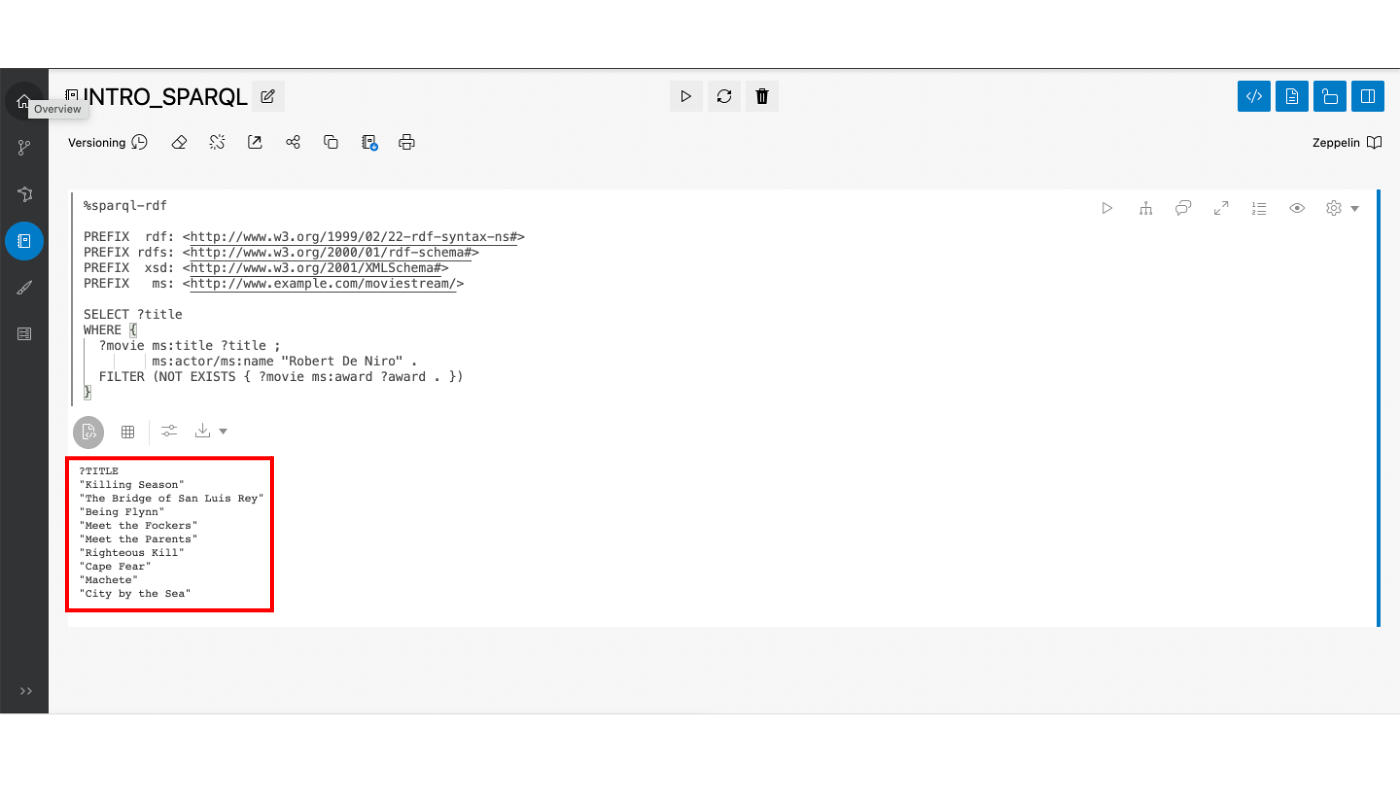 INTRO_SPARQL
Overview
Versioning
Zeppelin
%sparql-rdf
PREFIX  rdf: <http://www.w3.org/1999/02/22-rdf-syntax-ns#>
PREFIX rdfs: <http://www.w3.org/2000/01/rdf-schema#>
PREFIX  xsd: <http://www.w3.org/2001/XMLSchema#>
PREFIX   ms: <http://www.example.com/moviestream/>
SELECT ?title
WHERE {
  ?movie ms:title ?title ;
         ms:actor/ms:name "Robert De Niro" .
  FILTER (NOT EXISTS { ?movie ms:award ?award . })
}
?TITLE
"Killing Season"
"The Bridge of San Luis Rey"
"Being Flynn"
"Meet the Fockers"
"Meet the Parents"
"Righteous Kill"
"Cape Fear"
"Machete"
"City by the Sea"